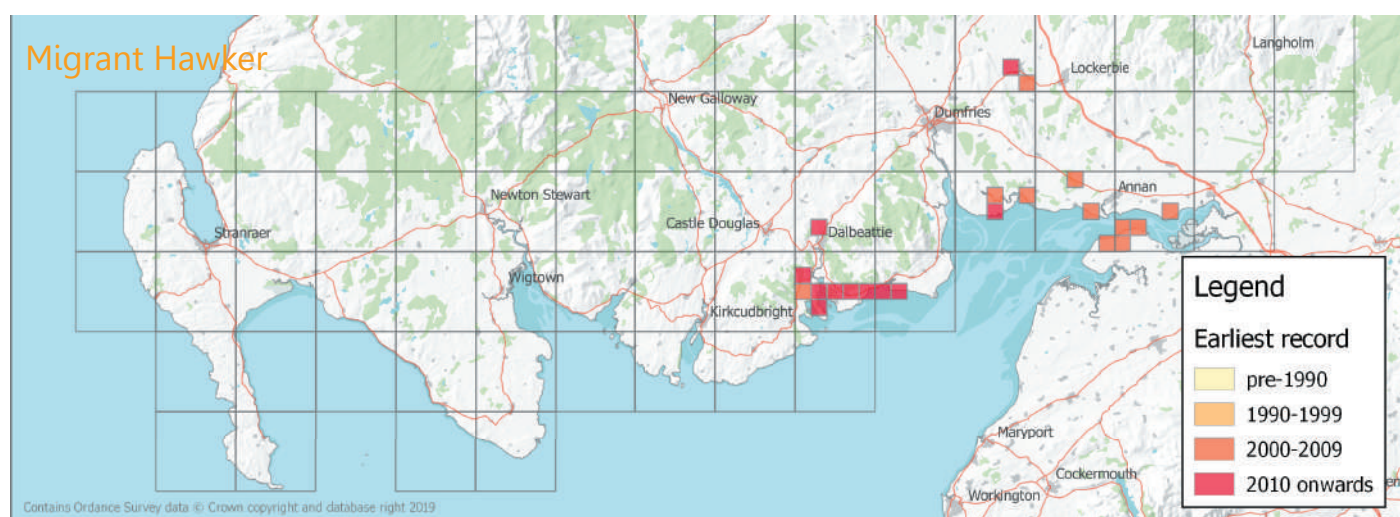 Migrant Hawker
Langholm
Lockerbie
New Galloway
Dumfries
Newton Stewart
Annan
Castle Douglas
Dalbeattie
Stranraer
Wigtown
Kirkcudbright
Legend
Earliest record
pre-1990
1990-1999
2000-2009
2010 onwards
Maryport
Cockermouth
Workington
Contains Ordance Survey data © Crown copyright and database right 2019